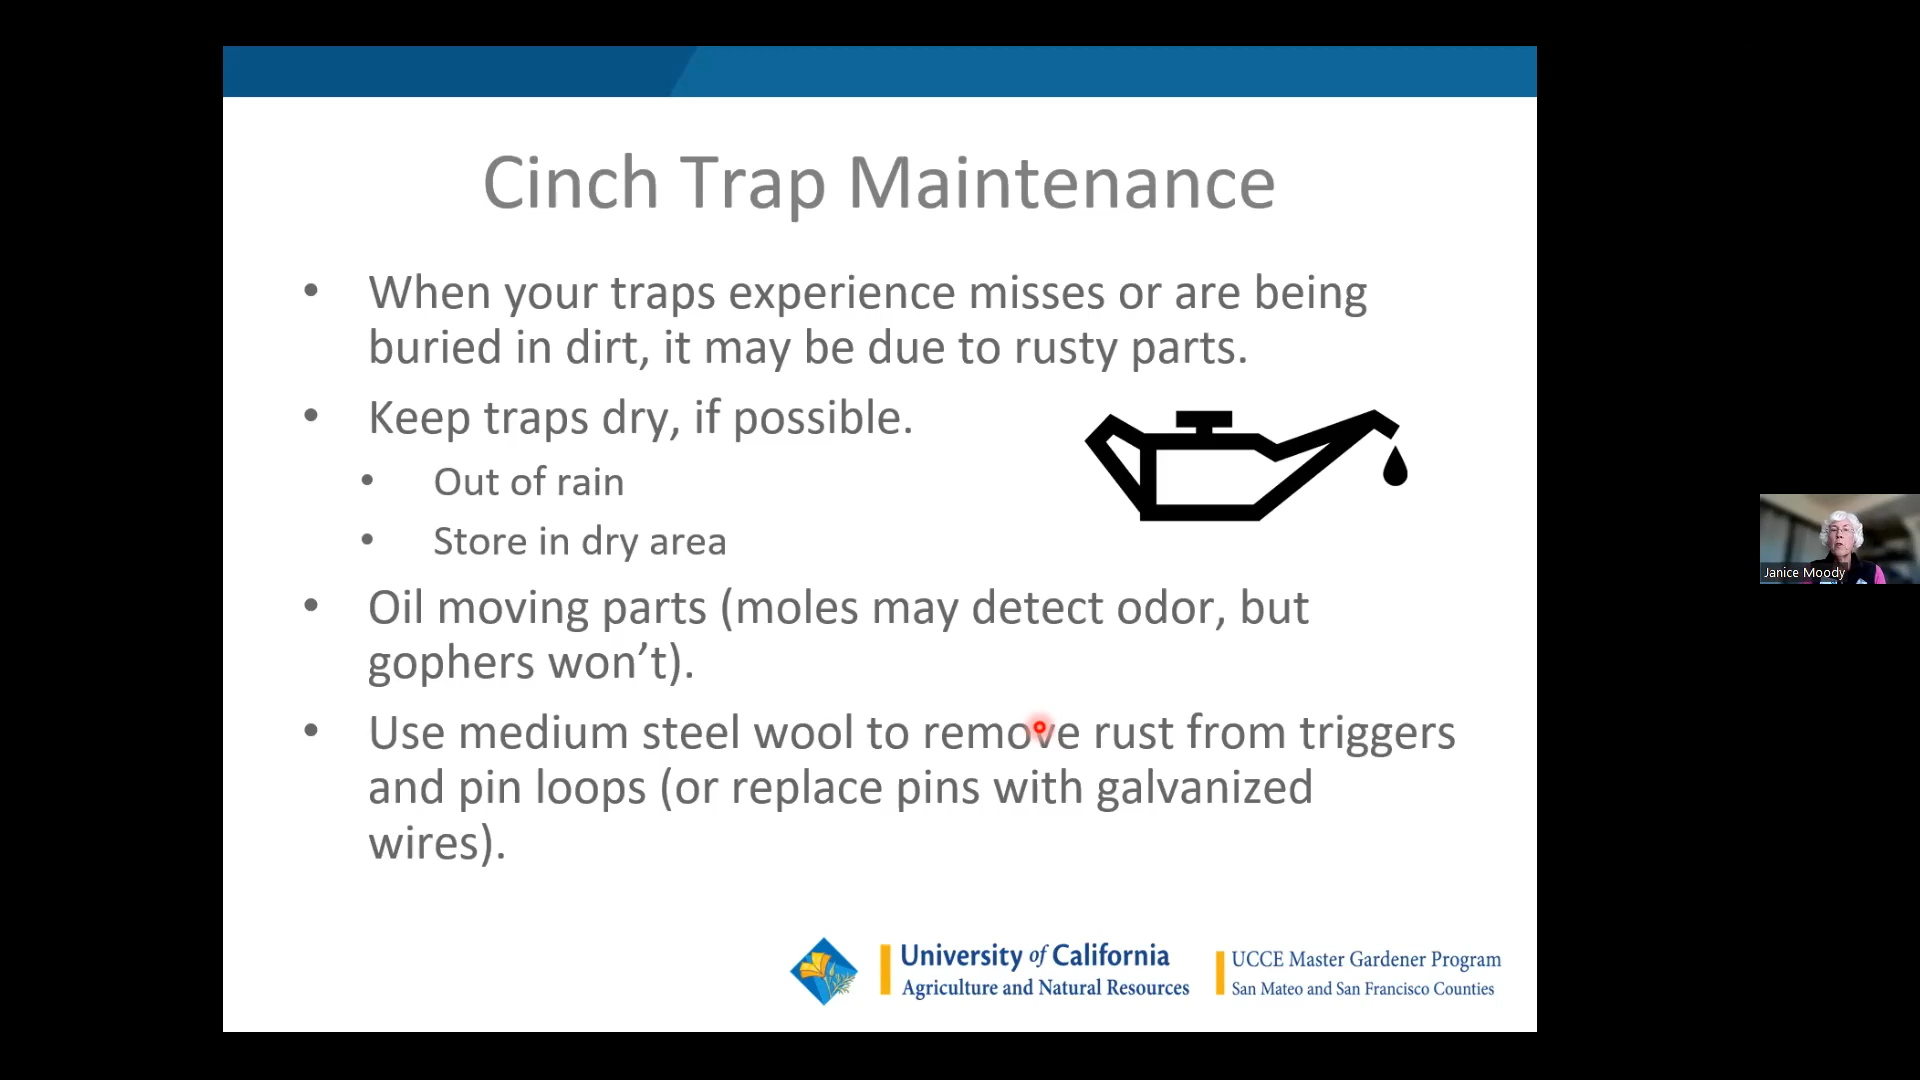 Cinch Trap Maintenance
• When your traps experience misses or are being
buried in dirt, it may be due to rusty parts.
• Keep traps dry, if possible.
• Out of rain
• Store in dry area
• Oil moving parts (moles may detect odor, but
gophers won’t).
• Use medium steel wool to remove rust from triggers
and pin loops (or replace pins with galvanized
wires).
University of California
Agriculture and Natural Resources
UCCE Master Gardener Program
San Mateo and San Francisco Counties
Janice Moody